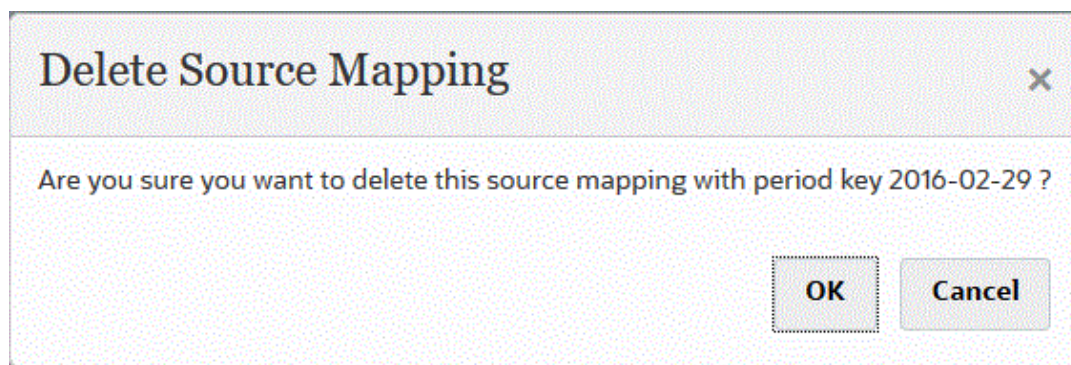 Delete Source Mapping
Are you sure you want to delete this source mapping with period key 2016-02-29 ?
OK Cancel